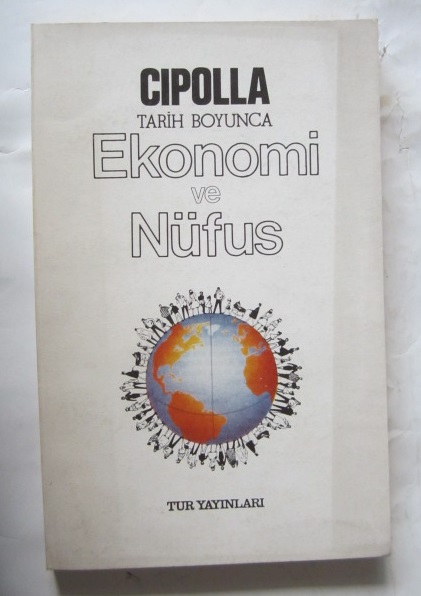 CIPOLLA
TARİH BOYUNCA
Ekonomi
ve
Nüfus
TUR YAYINLARI